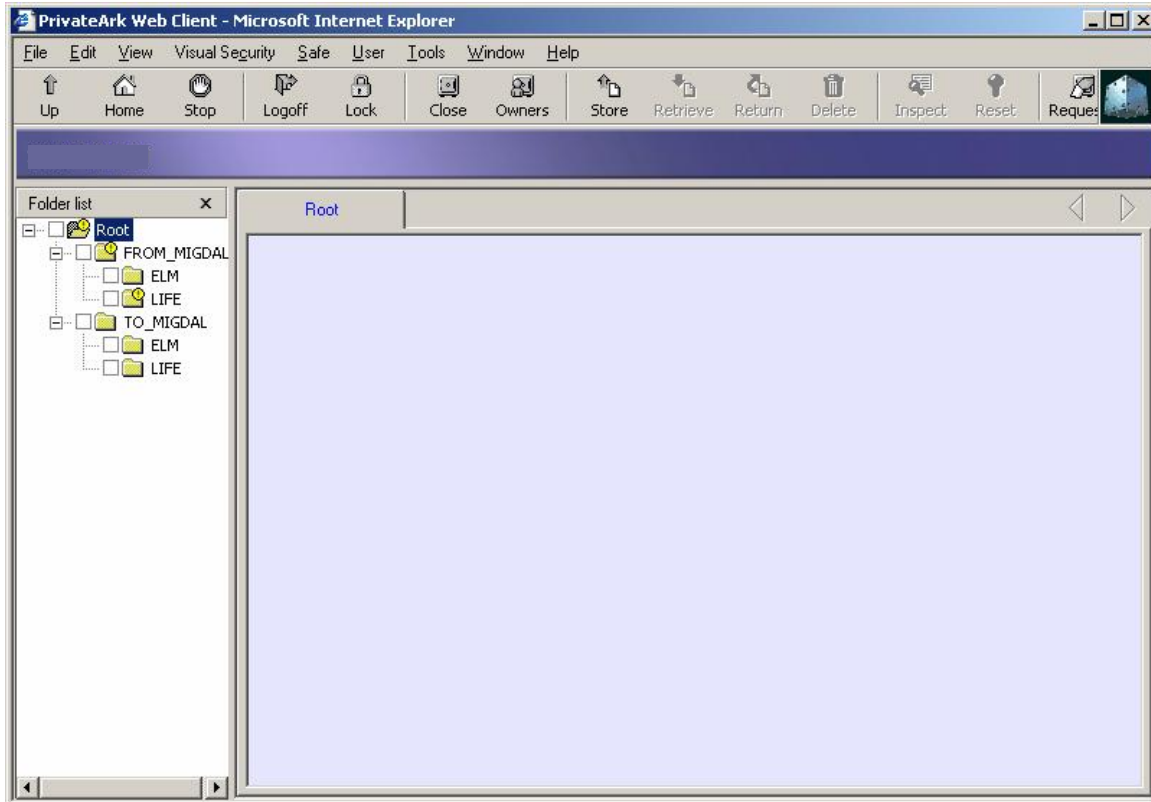 PrivateArk Web Client - Microsoft Internet Explorer
File Edit View Visual Security Safe User Tools Window Help
Up Home Stop Logoff Lock Close Owners Store Retrieve Return Delete Inspect Reset Reques
Folder list
Root
Root
FROM_MIGDAL
ELM
LIFE
TO_MIGDAL
ELM
LIFE